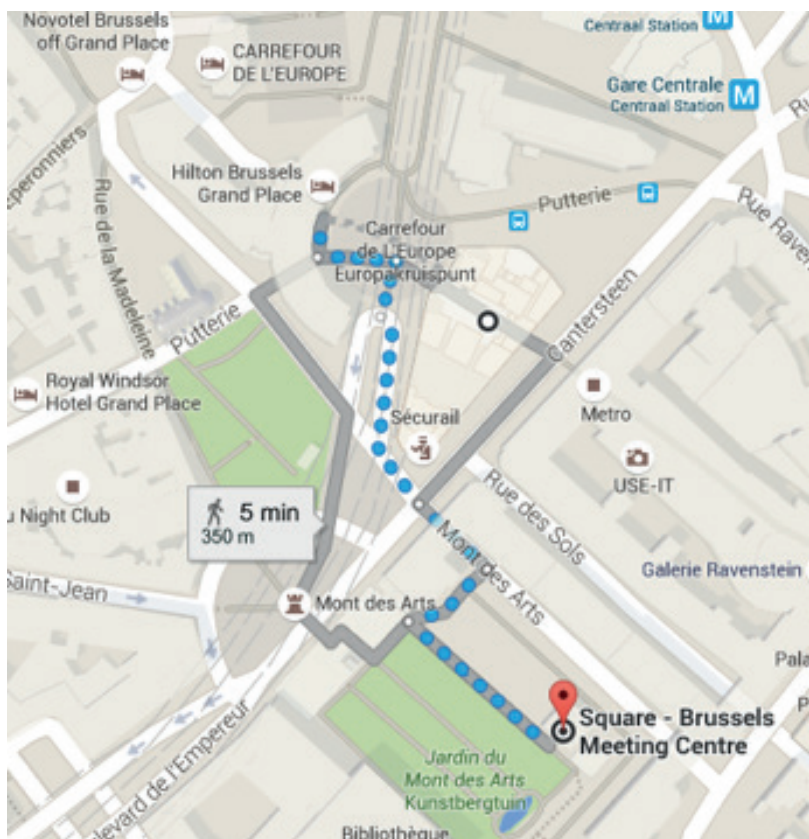 Novotel Brussels
off Grand Place
CARREFOUR
DE L'EUROPE
Centraal Station
M
Gare Centrale
Centraal Station
M
Éperonniers
Rue de la Madeleine
Hilton Brussels
Grand Place
Carrefour
de L'Europe
Europakruispunt
Putterie
Rue Raven
Cantersteen
Putterie
Royal Windsor
Hotel Grand Place
Sécurail
Metro
USE-IT
u Night Club
5 min
350 m
Rue des Sols
Mont des Arts
Galerie Ravenstein
Saint-Jean
Mont des Arts
Pala
Square - Brussels
Meeting Centre
Jardin du
Mont des Arts
Kunstbergtuin
levard de l'Empereur
Bibliothèque